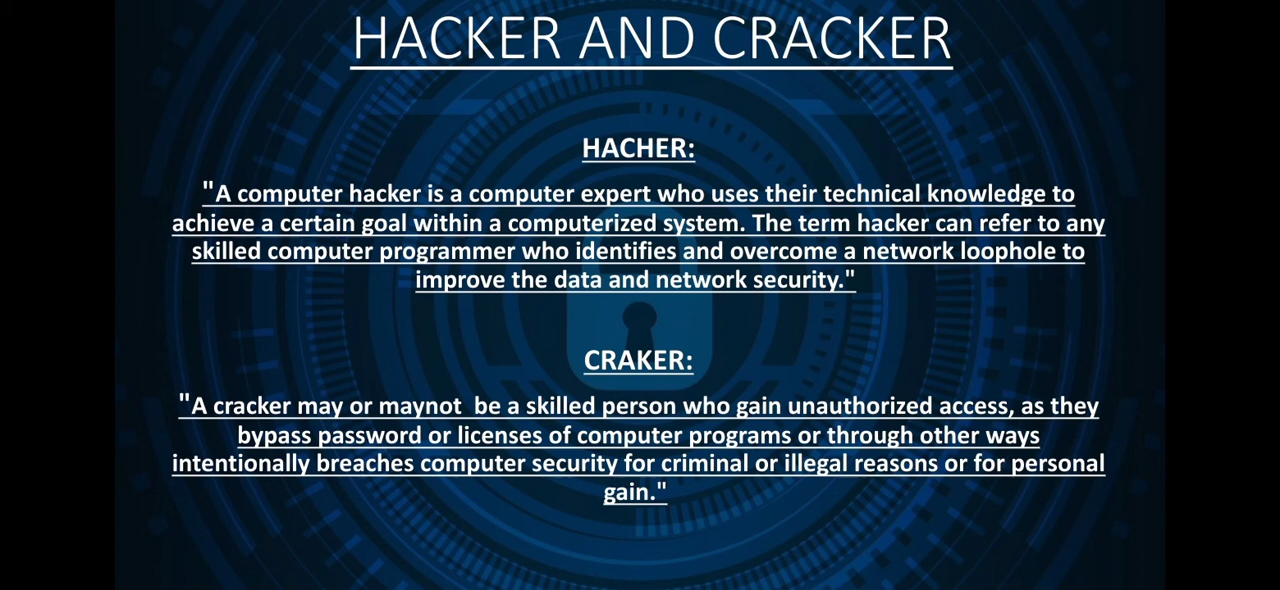 HACKER AND CRACKER
HACHER:
"A computer hacker is a computer expert who uses their technical knowledge to
achieve a certain goal within a computerized system. The term hacker can refer to any
skilled computer programmer who identifies and overcome a network loophole to
improve the data and network security."
CRAKER:
"A cracker may or maynot  be a skilled person who gain unauthorized access, as they
bypass password or licenses of computer programs or through other ways
intentionally breaches computer security for criminal or illegal reasons or for personal
gain."